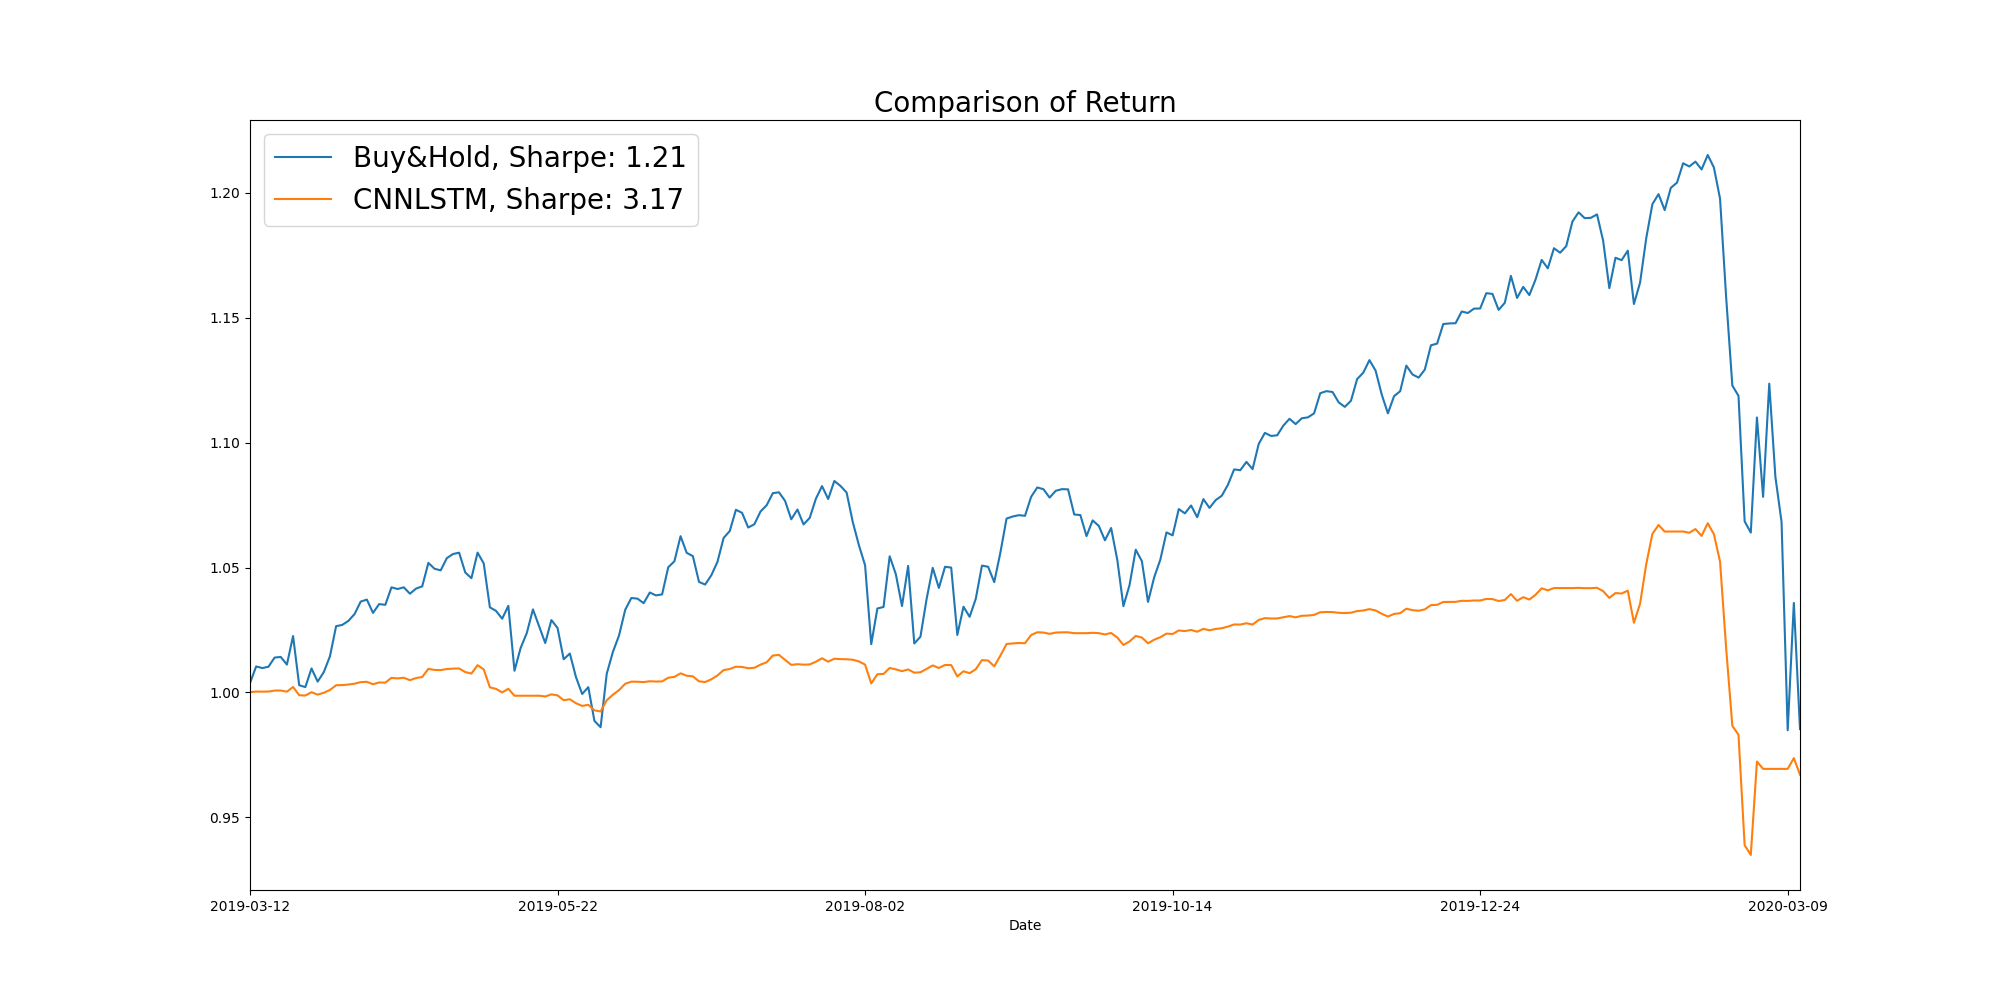 Comparison of Return
Buy&Hold, Sharpe: 1.21
CNNLSTM, Sharpe: 3.17
1.20
1.15
1.10
1.05
1.00
0.95
2019-03-12 2019-05-22 2019-08-02 2019-10-14 2019-12-24 2020-03-09
Date